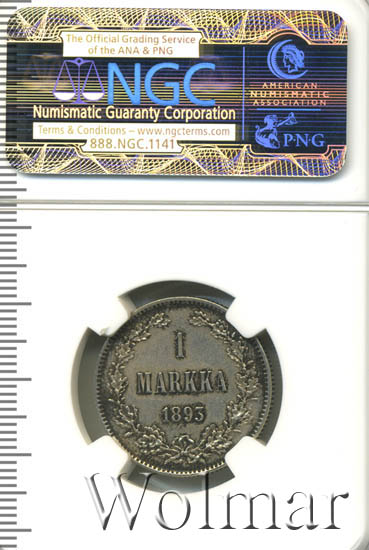 The Official Grading Service
of the ANA & PNG
NGC
Numismatic Guaranty Corporation
Terms & Conditions – www.ngcterms.com
888.NGC.1141
AMERICAN
NUMISMATIC
ASSOCIATION
P·N·G
1
MARKKA
1893
Wolmar